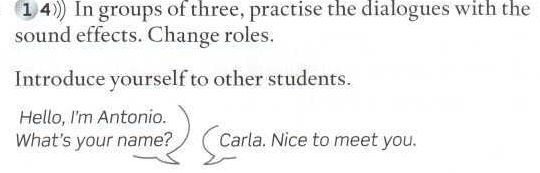 1 4))) In groups of three, practise the dialogues with the
sound effects. Change roles.
Introduce yourself to other students.
Hello, I'm Antonio.
What's your name?
Carla. Nice to meet you.